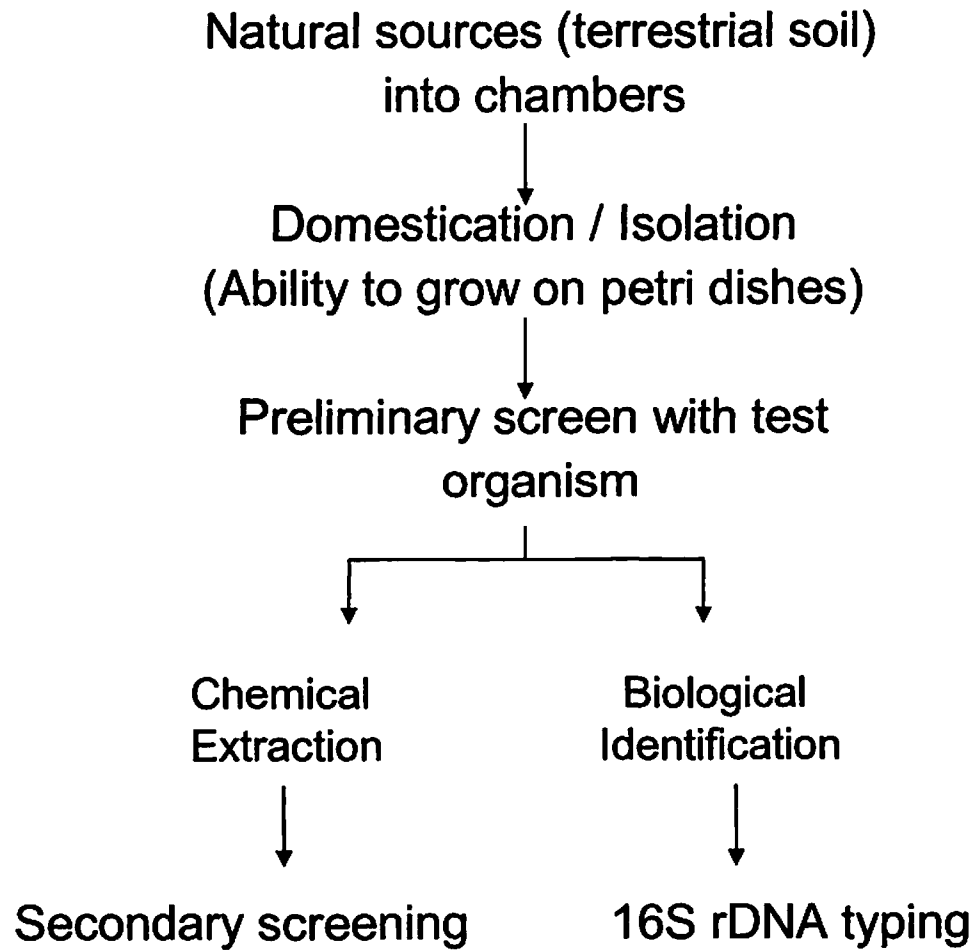 Natural sources (terrestrial soil)
into chambers
Domestication / Isolation
(Ability to grow on petri dishes)
Preliminary screen with test
organism
Chemical
Extraction
Biological
Identification
Secondary screening
16S rDNA typing